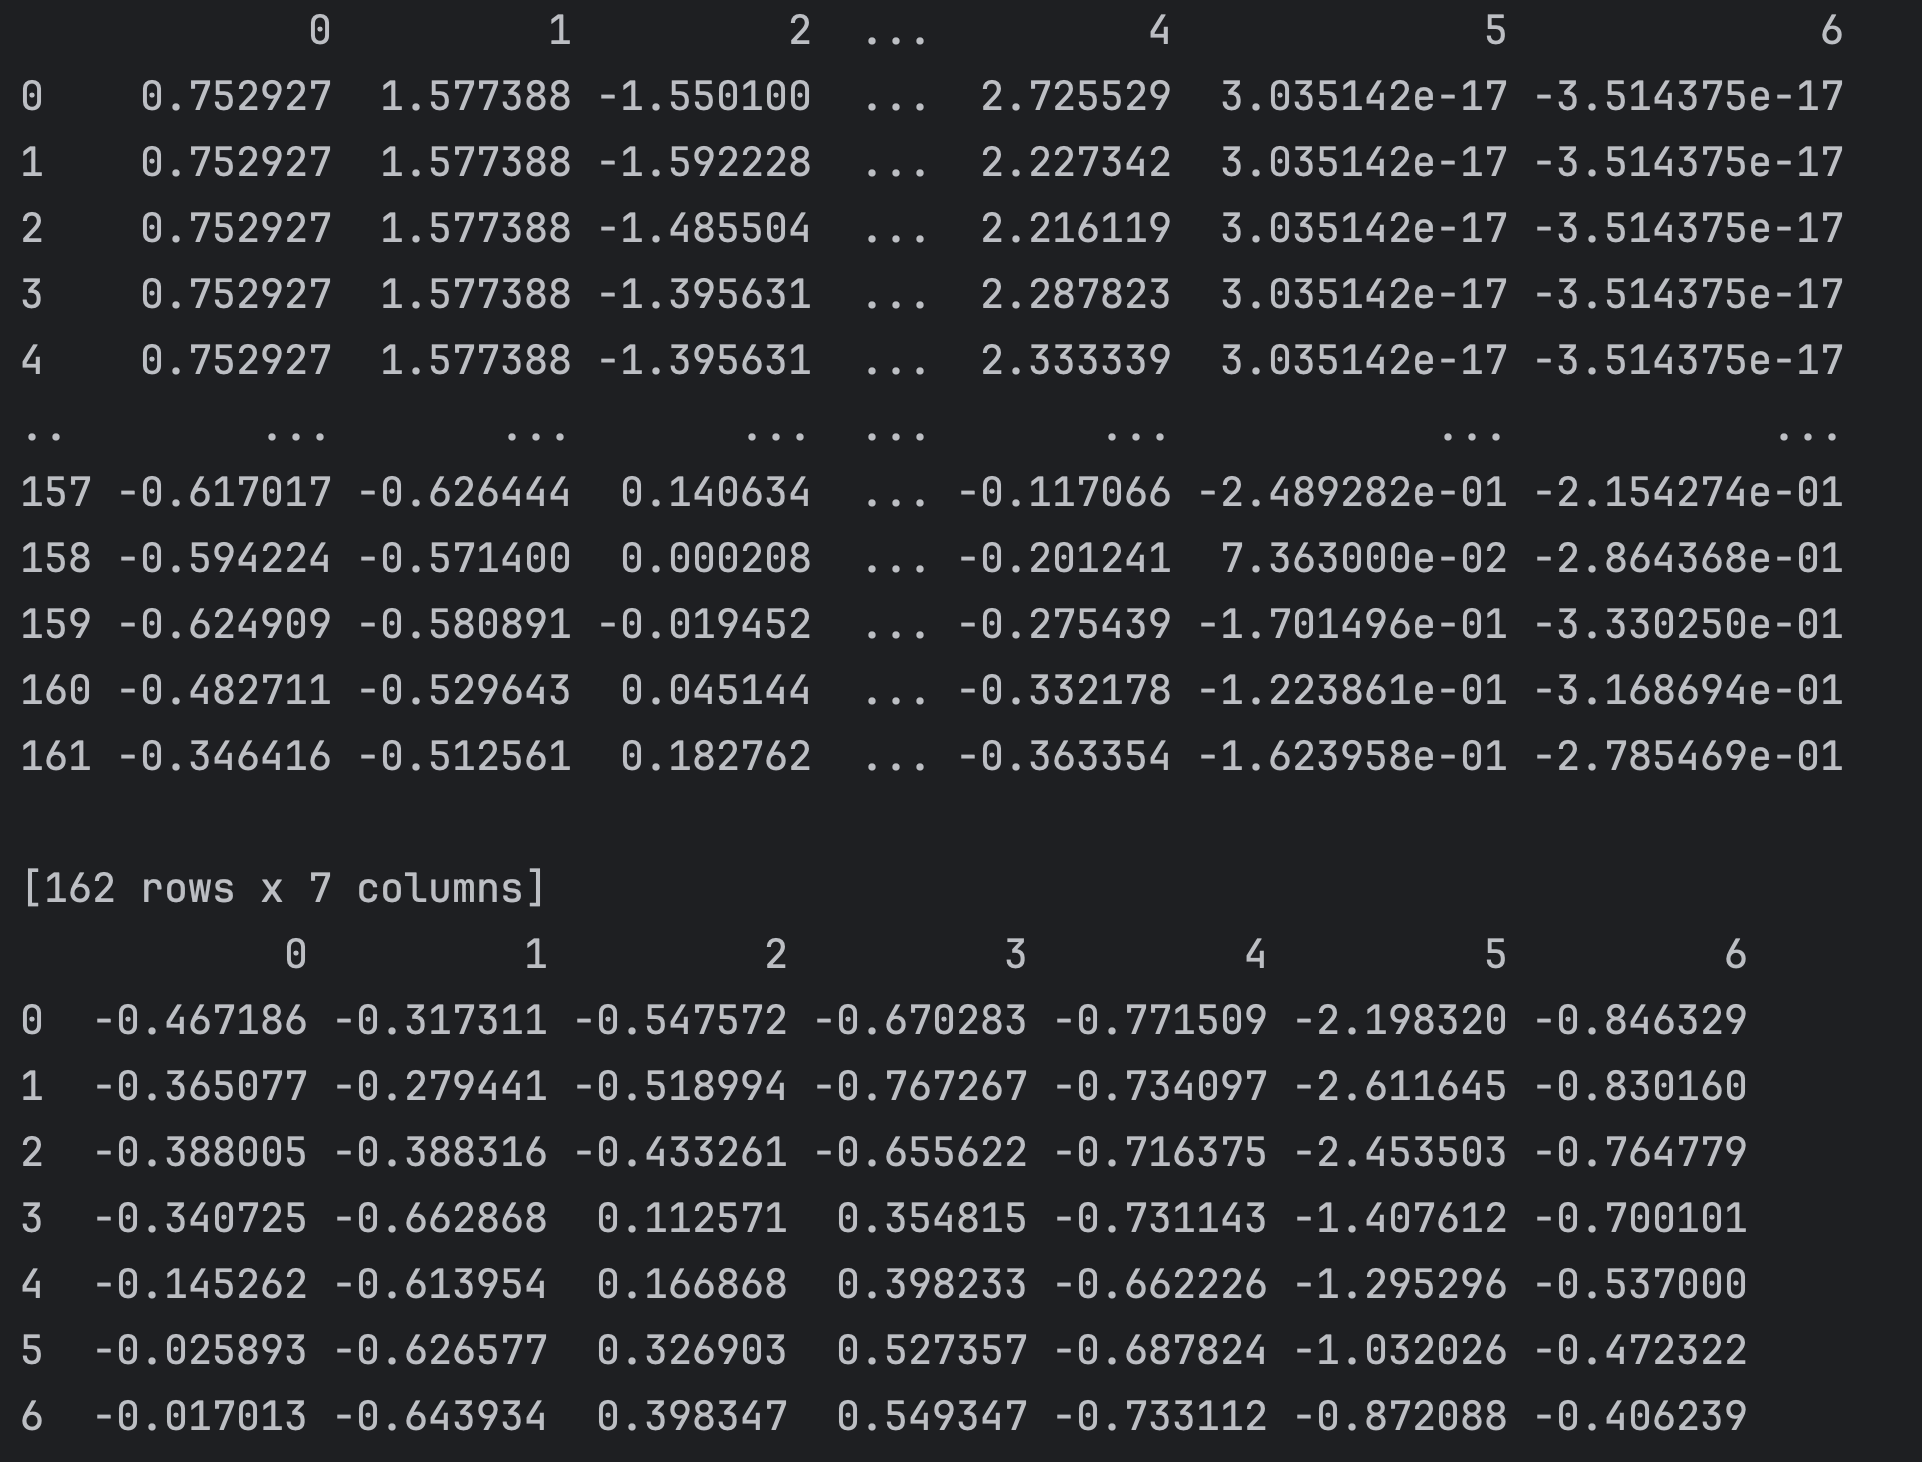 0         1         2  ...         4             5             6
0    0.752927  1.577388 -1.550100  ...  2.725529  3.035142e-17 -3.514375e-17
1    0.752927  1.577388 -1.592228  ...  2.227342  3.035142e-17 -3.514375e-17
2    0.752927  1.577388 -1.485504  ...  2.216119  3.035142e-17 -3.514375e-17
3    0.752927  1.577388 -1.395631  ...  2.287823  3.035142e-17 -3.514375e-17
4    0.752927  1.577388 -1.395631  ...  2.333339  3.035142e-17 -3.514375e-17
..        ...       ...       ...  ...       ...           ...           ...
157 -0.617017 -0.626444  0.140634  ... -0.117066 -2.489282e-01 -2.154274e-01
158 -0.594224 -0.571400  0.000208  ... -0.201241  7.363000e-02 -2.864368e-01
159 -0.624909 -0.580891 -0.019452  ... -0.275439 -1.701496e-01 -3.330250e-01
160 -0.482711 -0.529643  0.045144  ... -0.332178 -1.223861e-01 -3.168694e-01
161 -0.346416 -0.512561  0.182762  ... -0.363354 -1.623958e-01 -2.785469e-01

[162 rows x 7 columns]
           0         1         2         3         4         5         6
0  -0.467186 -0.317311 -0.547572 -0.670283 -0.771509 -2.198320 -0.846329
1  -0.365077 -0.279441 -0.518994 -0.767267 -0.734097 -2.611645 -0.830160
2  -0.388005 -0.388316 -0.433261 -0.655622 -0.716375 -2.453503 -0.764779
3  -0.340725 -0.662868  0.112571  0.354815 -0.731143 -1.407612 -0.700101
4  -0.145262 -0.613954  0.166868  0.398233 -0.662226 -1.295296 -0.537000
5  -0.025893 -0.626577  0.326903  0.527357 -0.687824 -1.032026 -0.472322
6  -0.017013 -0.643934  0.398347  0.549347 -0.733112 -0.872088 -0.406239